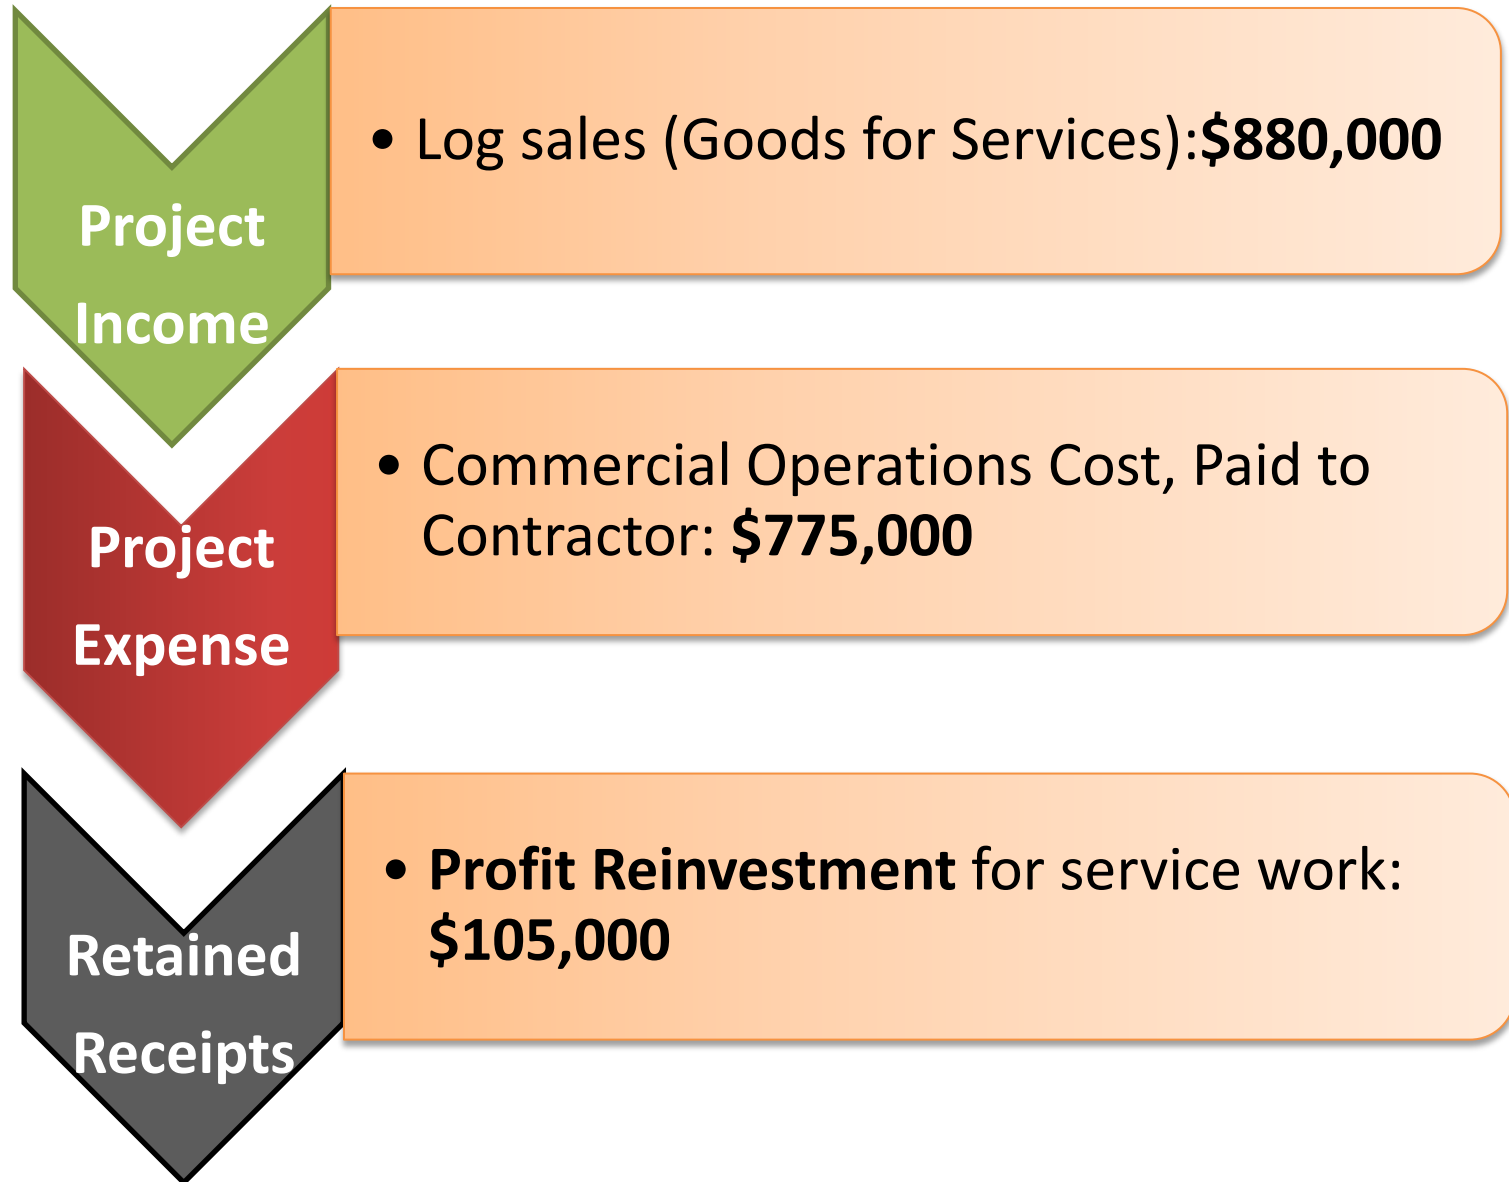 Project
Income
• Log sales (Goods for Services):$880,000
Project
Expense
• Commercial Operations Cost, Paid to
Contractor: $775,000
Retained
Receipts
• Profit Reinvestment for service work:
$105,000